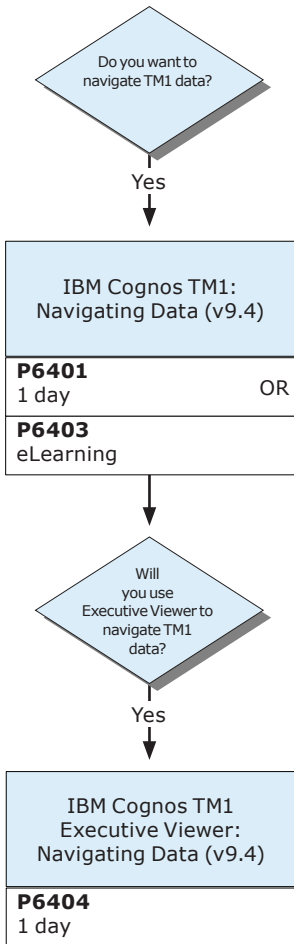 Do you want to
navigate TM1 data?
Yes
IBM Cognos TM1:
Navigating Data (v9.4)
P6401
1 day OR
P6403
eLearning
Will
you use
Executive Viewer to
navigate TM1
data?
Yes
IBM Cognos TM1
Executive Viewer:
Navigating Data (v9.4)
P6404
1 day